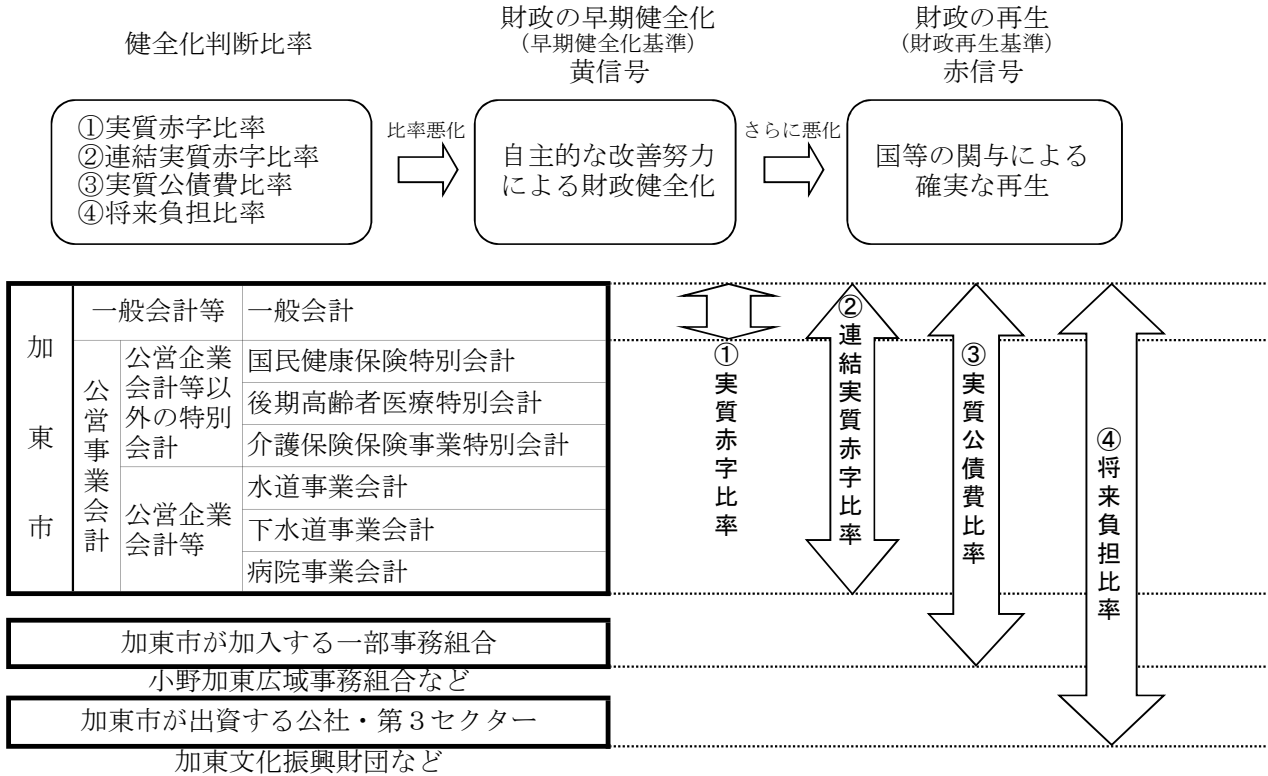 健全化判断比率
財政の早期健全化
(早期健全化基準)
黄信号
財政の再生
(財政再生基準)
赤信号
①実質赤字比率
②連結実質赤字比率
③実質公債費比率
④将来負担比率
比率悪化
自主的な改善努力
による財政健全化
さらに悪化
国等の関与による
確実な再生
加東市
一般会計等
一般会計
公営事業会計
公営企業
会計等以
外の特別
会計
国民健康保険特別会計
後期高齢者医療特別会計
介護保険保険事業特別会計
公営企業
会計等
水道事業会計
下水道事業会計
病院事業会計
①実質赤字比率
②連結実質赤字比率
③実質公債費比率
④将来負担比率
加東市が加入する一部事務組合
小野加東広域事務組合など
加東市が出資する公社・第３セクター
加東文化振興財団など